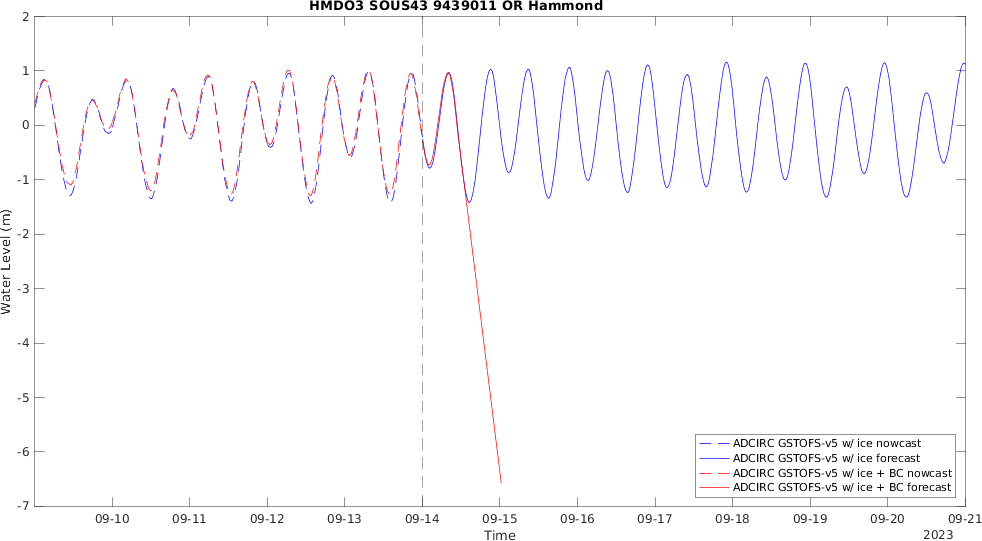 HMDO3 SOUS43 9439011 OR Hammond
2
1
0
-1
-2
-3
-4
-5
-6
-7
Water Level (m)
ADCIRC GSTOFS-v5 w/ ice nowcast
ADCIRC GSTOFS-v5 w/ ice forecast
ADCIRC GSTOFS-v5 w/ ice + BC nowcast
ADCIRC GSTOFS-v5 w/ ice + BC forecast
09-10 09-11 09-12 09-13 09-14 09-15 09-16 09-17 09-18 09-19 09-20 09-21
Time
2023